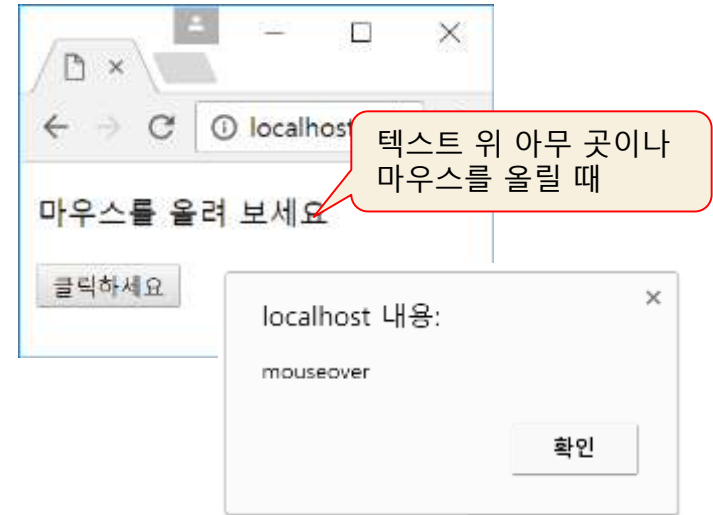 localhost
텍스트 위 아무 곳이나
마우스를 올릴 때
마우스를 올려 보세요
클릭하세요
localhost 내용:
mouseover
확인